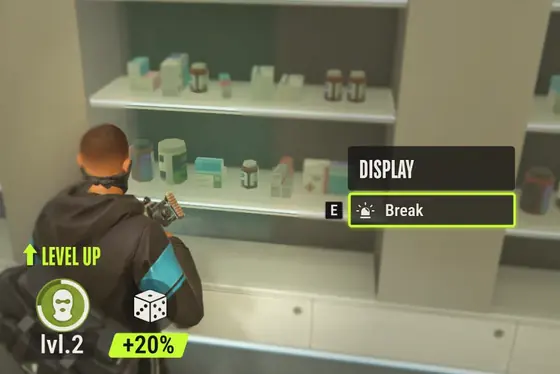 DISPLAY
E Break
LEVEL UP
lvl.2
+20%